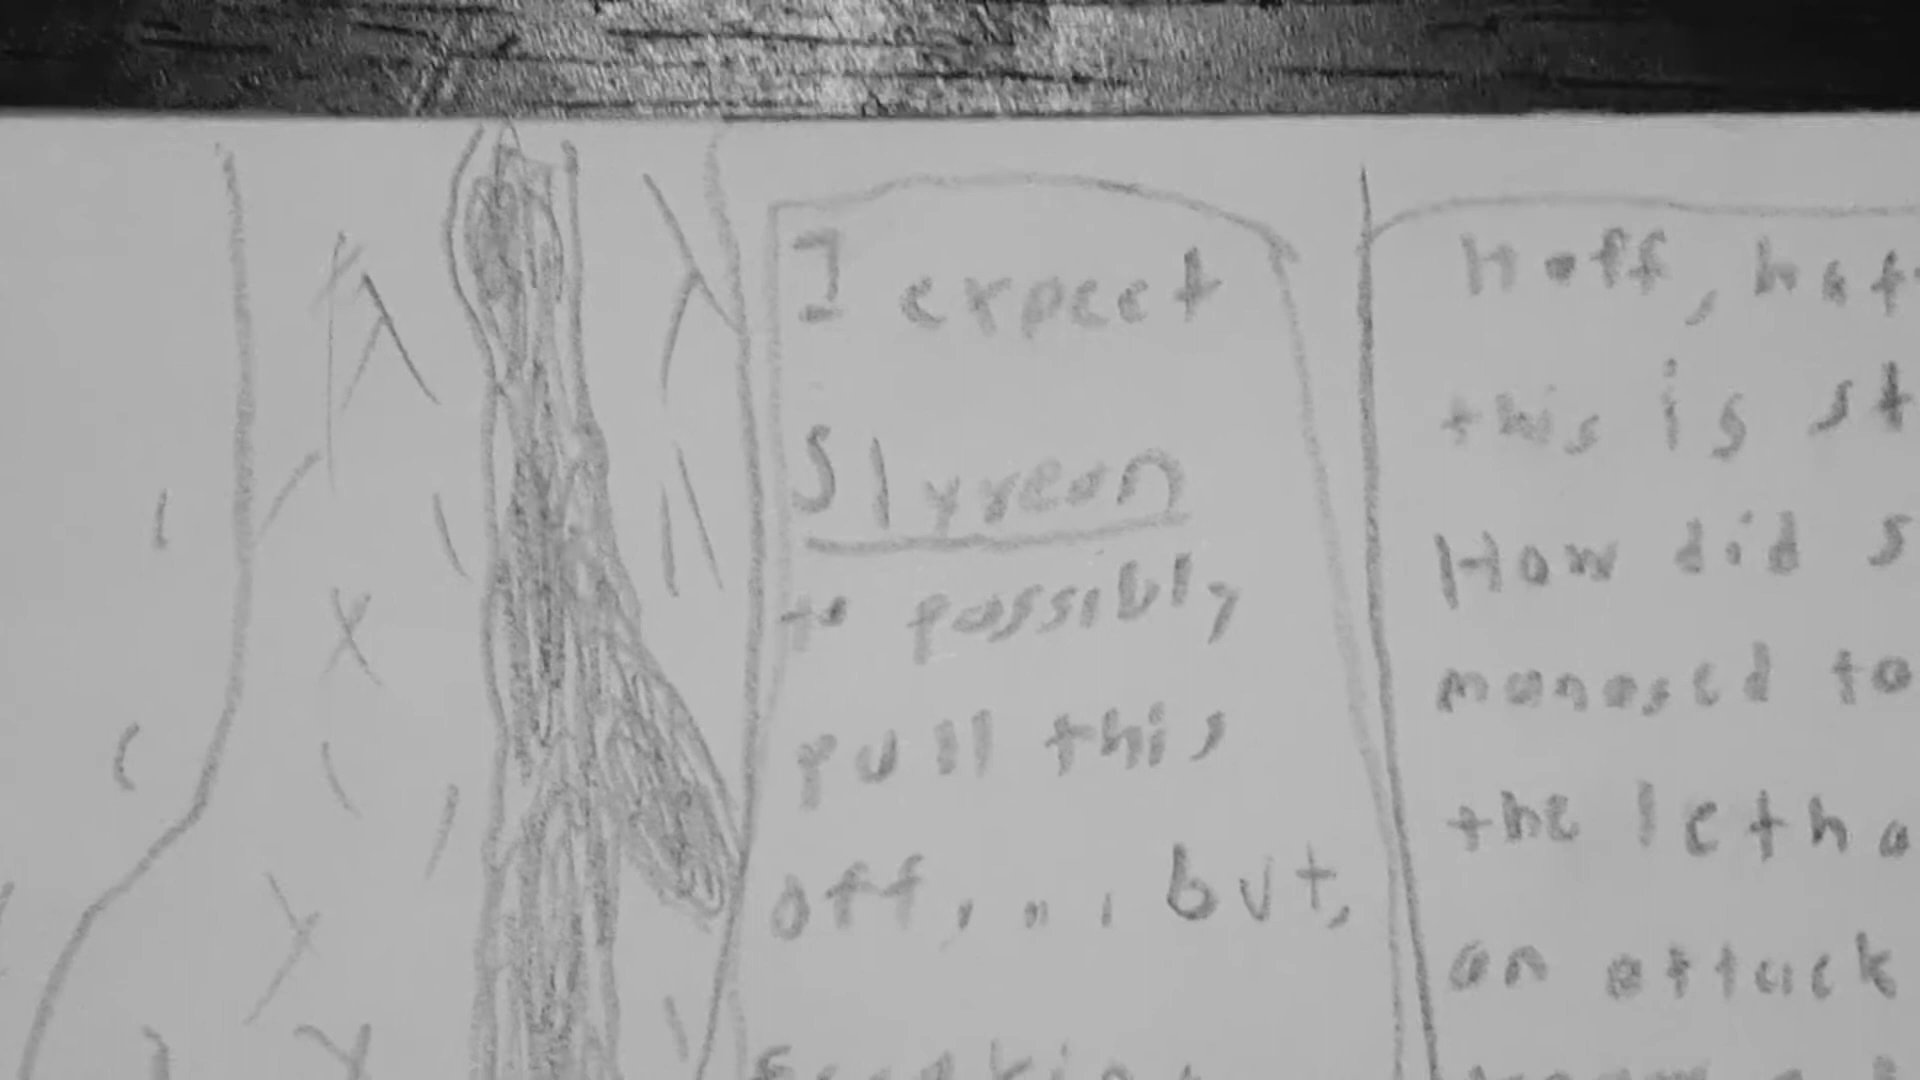 I expect
Slyreon
to possibly
pull this
off.... but,
Huff, huf
this is st
How did s
managed to
the letha
an attack